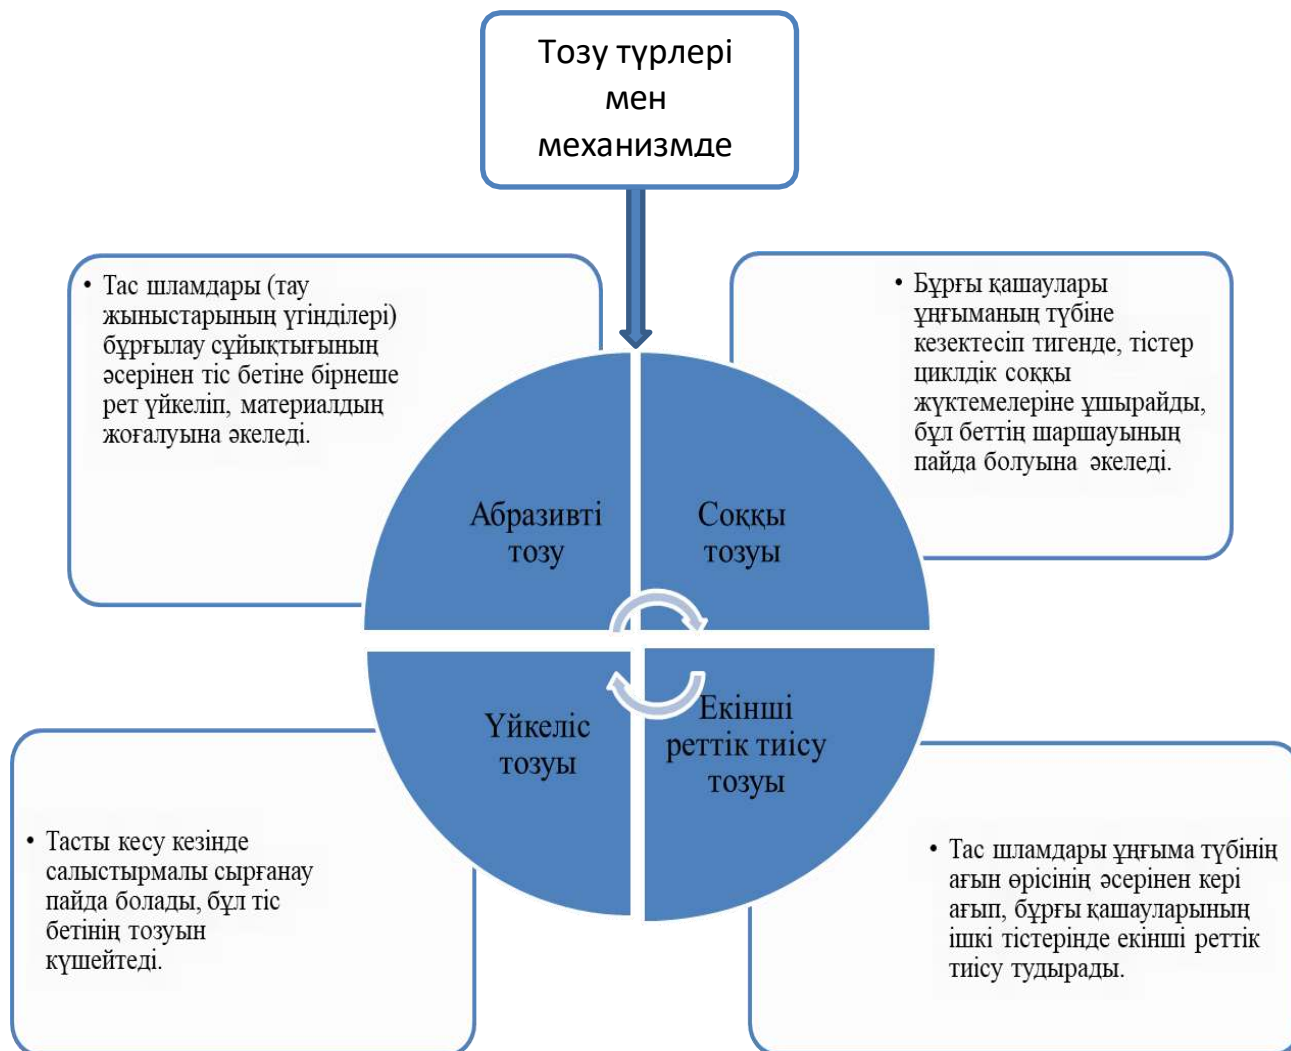 Тозу түрлері
мен
механизмде
• Тас шламдары (тау
жыныстарының үгінділері)
бұрғылау сұйықтығының
әсерінен тіс бетіне бірнеше
рет үйкеліп, материалдың
жоғалуына әкеледі.
• Бұрғы қашаулары
ұңғыманың түбіне
кезектесіп тигенде, тістер
циклдік соққы
жүктемелеріне ұшырайды,
бұл беттің шаршауының
пайда болуына әкеледі.
Абразивті
тозу
Соққы
тозуы
Үйкеліс
тозуы
Екінші
реттік тиісу
тозуы
• Тасты кесу кезінде
салыстырмалы сырғанау
пайда болады, бұл тіс
бетінің тозуын
күшейтеді.
• Тас шламдары ұңғыма түбінің
ағын өрісінің әсерінен кері
ағып, бұрғы қашауларының
ішкі тістерінде екінші реттік
тиісу тудырады.